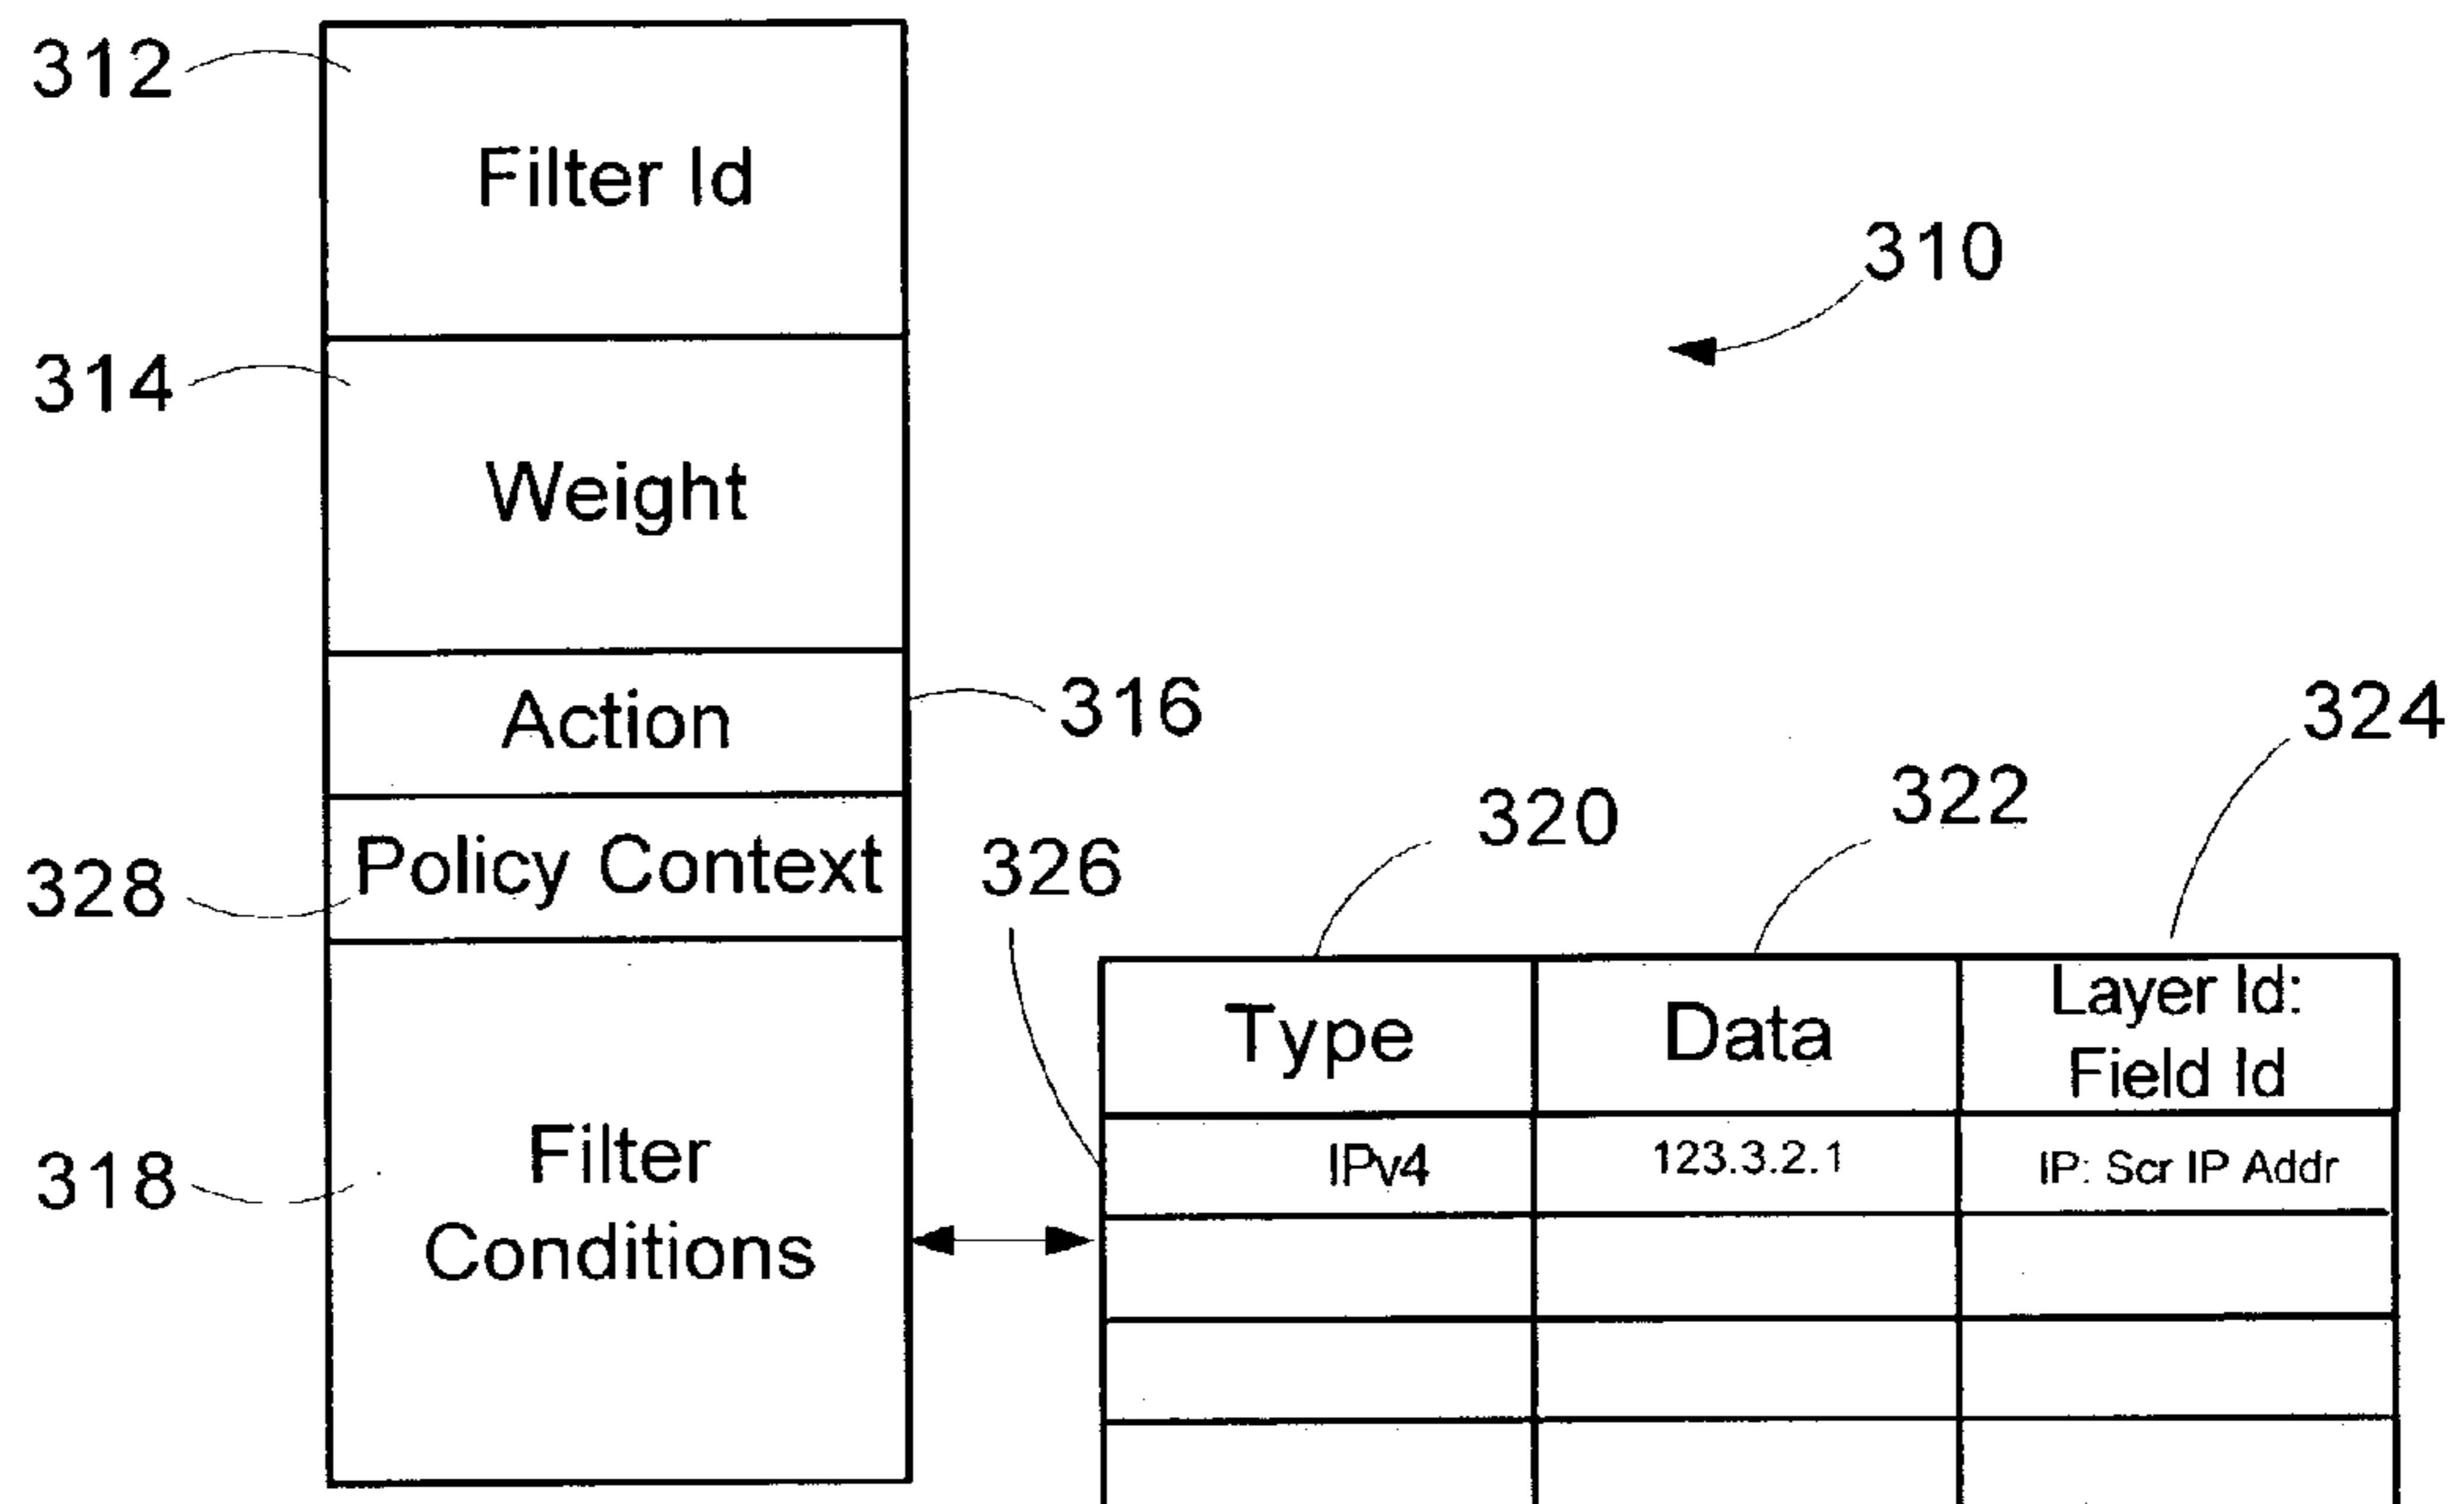 312
Filter Id
310
314
Weight
Action
316
324
320
322
326
328
Policy Context
Type
Data
Layer Id:
Field Id
318
Filter
Conditions
IPv4
123.3.2.1
IP: Scr IP Addr